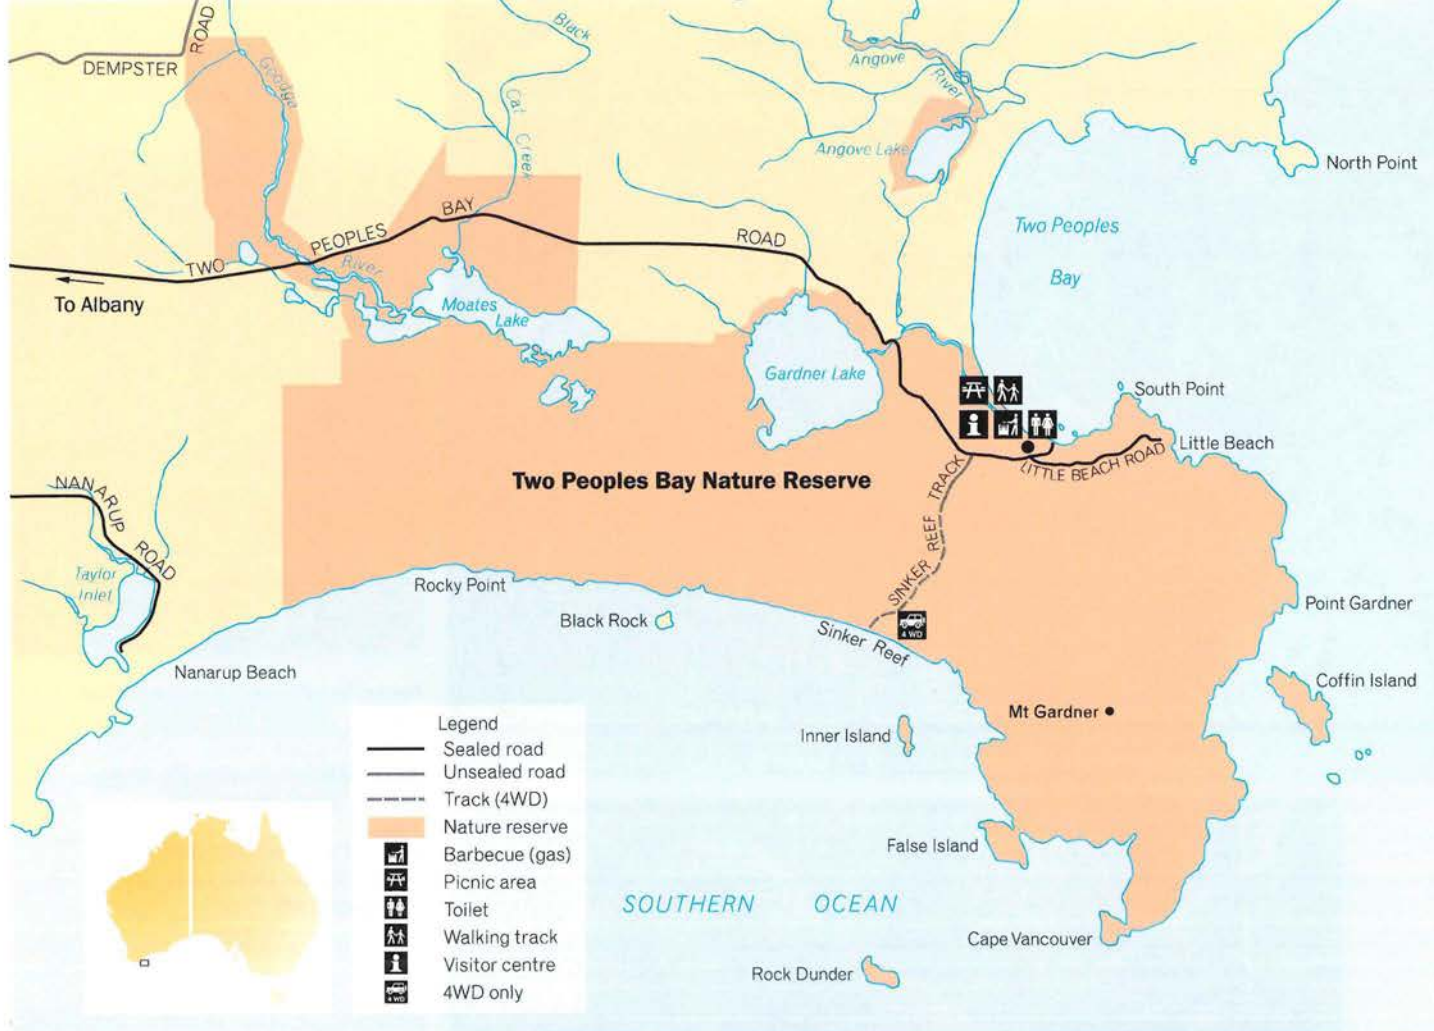 ROAD
DEMPSTER
Goodga
River
Black
Cat Creek
Angove
River
Angove Lake
North Point
Two Peoples
Bay
TWO PEOPLES BAY ROAD
To Albany
Moates
Lake
Gardner Lake
South Point
Little Beach
LITTLE BEACH ROAD
Two Peoples Bay Nature Reserve
SINKER REEF TRACK
NANARUP
ROAD
Taylor
Inlet
Rocky Point
Black Rock
4 WD
Sinker Reef
Point Gardner
Nanarup Beach
Coffin Island
Mt Gardner
Inner Island
False Island
SOUTHERN OCEAN
Cape Vancouver
Rock Dunder
Legend
Sealed road
Unsealed road
Track (4WD)
Nature reserve
Barbecue (gas)
Picnic area
Toilet
Walking track
Visitor centre
4 WD
4WD only